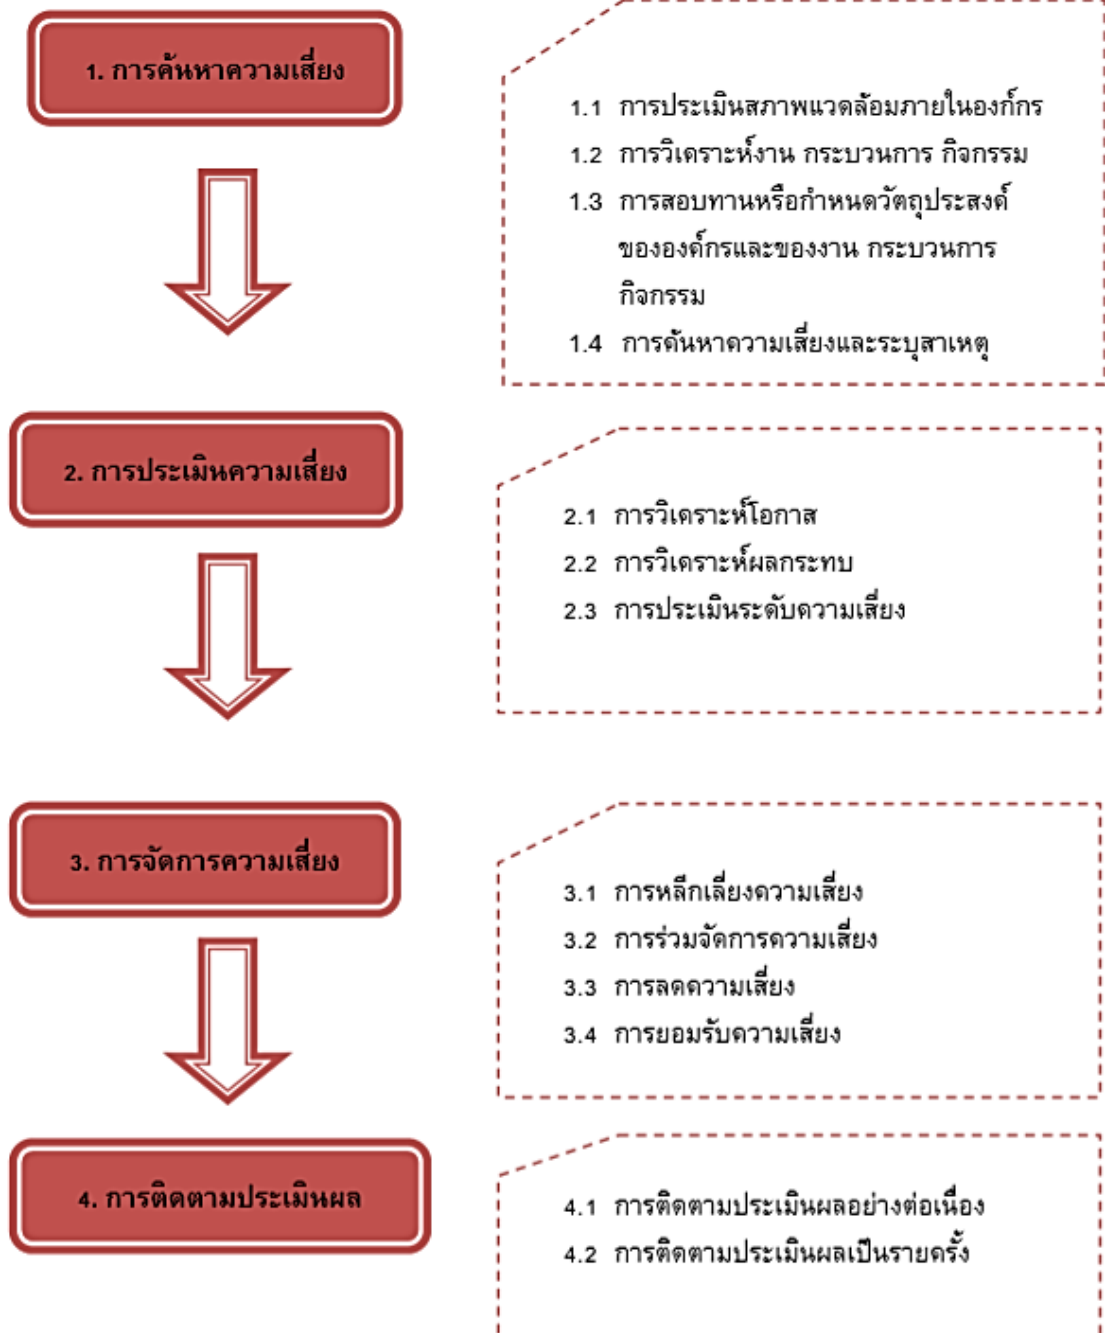 1. การค้นหาความเสี่ยง
1.1 การประเมินสภาพแวดล้อมภายในองค์กร
1.2 การวิเคราะห์งาน กระบวนการ กิจกรรม
1.3 การสอบทานหรือกำหนดวัตถุประสงค์
ขององค์กรและของงาน กระบวนการ
กิจกรรม
1.4 การค้นหาความเสี่ยงและระบุสาเหตุ
2. การประเมินความเสี่ยง
2.1 การวิเคราะห์โอกาส
2.2 การวิเคราะห์ผลกระทบ
2.3 การประเมินระดับความเสี่ยง
3. การจัดการความเสี่ยง
3.1 การหลีกเลี่ยงความเสี่ยง
3.2 การร่วมจัดการความเสี่ยง
3.3 การลดความเสี่ยง
3.4 การยอมรับความเสี่ยง
4. การติดตามประเมินผล
4.1 การติดตามประเมินผลอย่างต่อเนื่อง
4.2 การติดตามประเมินผลเป็นรายครั้ง